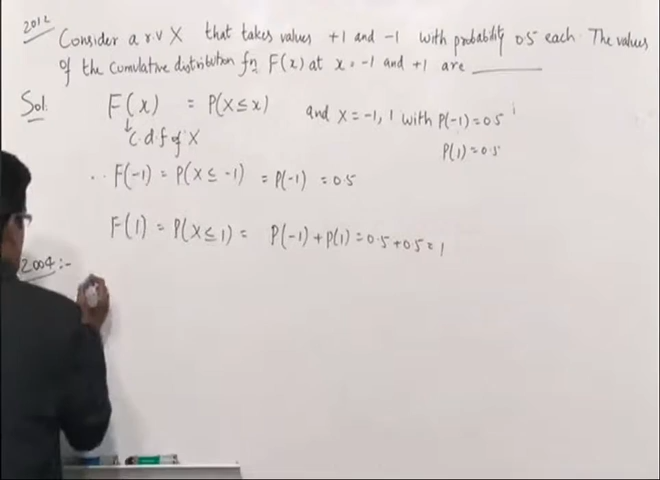 2012 Consider a r.v X that takes values +1 and -1 with probability 0.5 each. The values
of the cumulative distribution fn. F(x) at x = -1 and +1 are ________
Sol: F(x) = P(X ≤ x) and X = -1, 1 with P(-1) = 0.5
↓ P(1) = 0.5
C.d.f of X
∴ F(-1) = P(X ≤ -1) = P(-1) = 0.5
F(1) = P(X ≤ 1) = P(-1) + P(1) = 0.5 + 0.5 = 1
2004:-